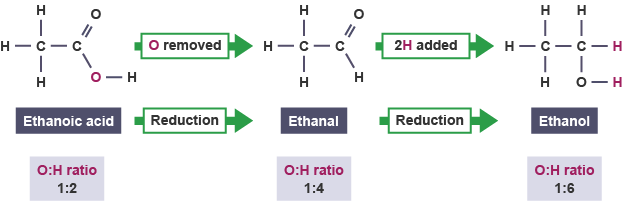 H O H O H H
H C C O removed H C C 2H added H C C H
H O H H H H O H
Ethanoic acid Reduction Ethanal Reduction Ethanol
O:H ratio O:H ratio O:H ratio
1:2 1:4 1:6